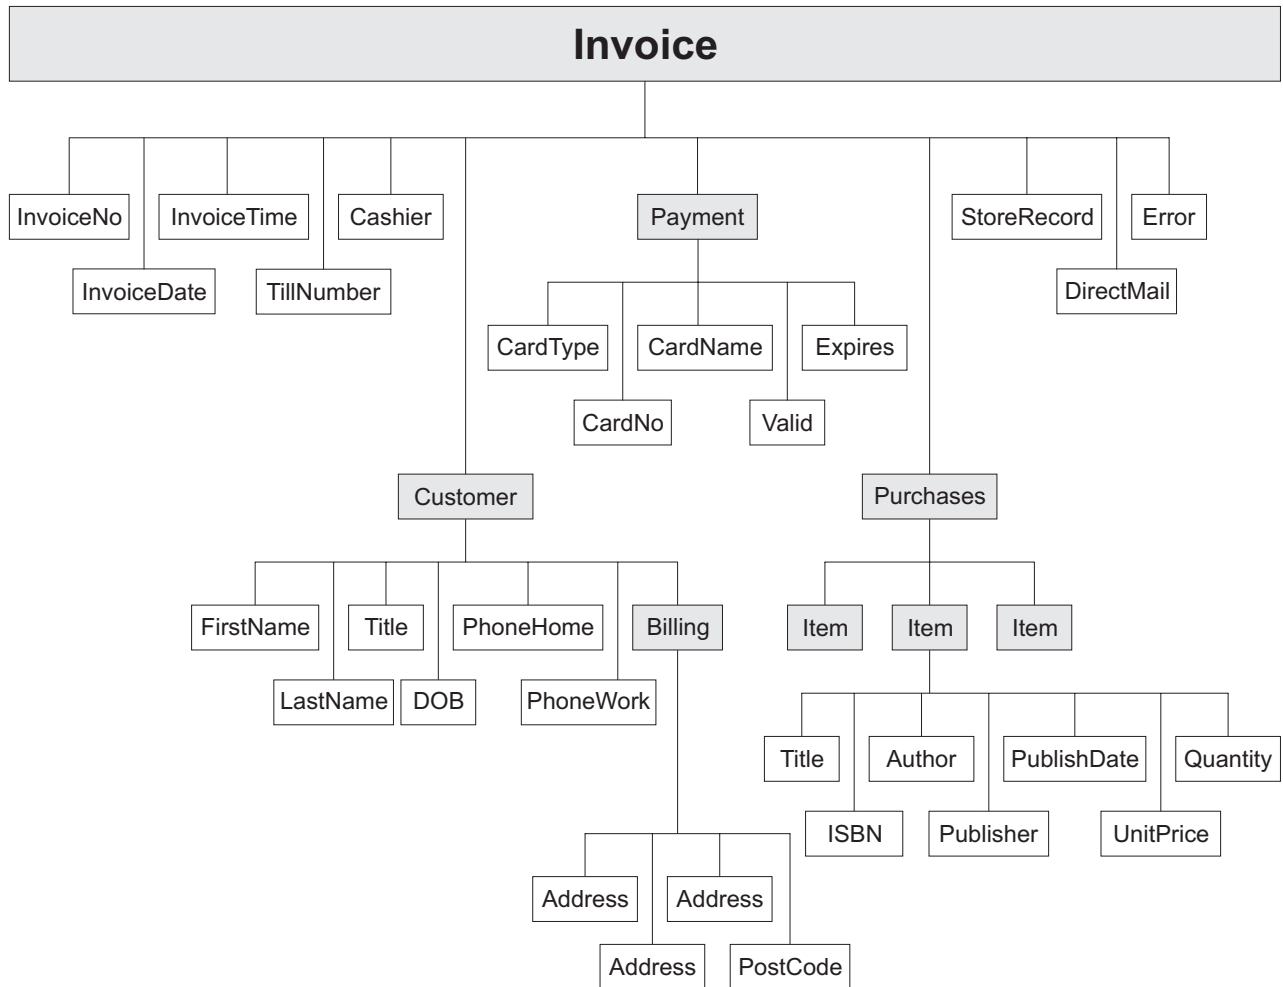 Invoice
InvoiceNo
InvoiceTime
Cashier
Payment
StoreRecord
Error
InvoiceDate
TillNumber
DirectMail
CardType
CardName
Expires
CardNo
Valid
Customer
Purchases
FirstName
Title
PhoneHome
Billing
Item
Item
Item
LastName
DOB
PhoneWork
Title
Author
PublishDate
Quantity
ISBN
Publisher
UnitPrice
Address
Address
Address
PostCode